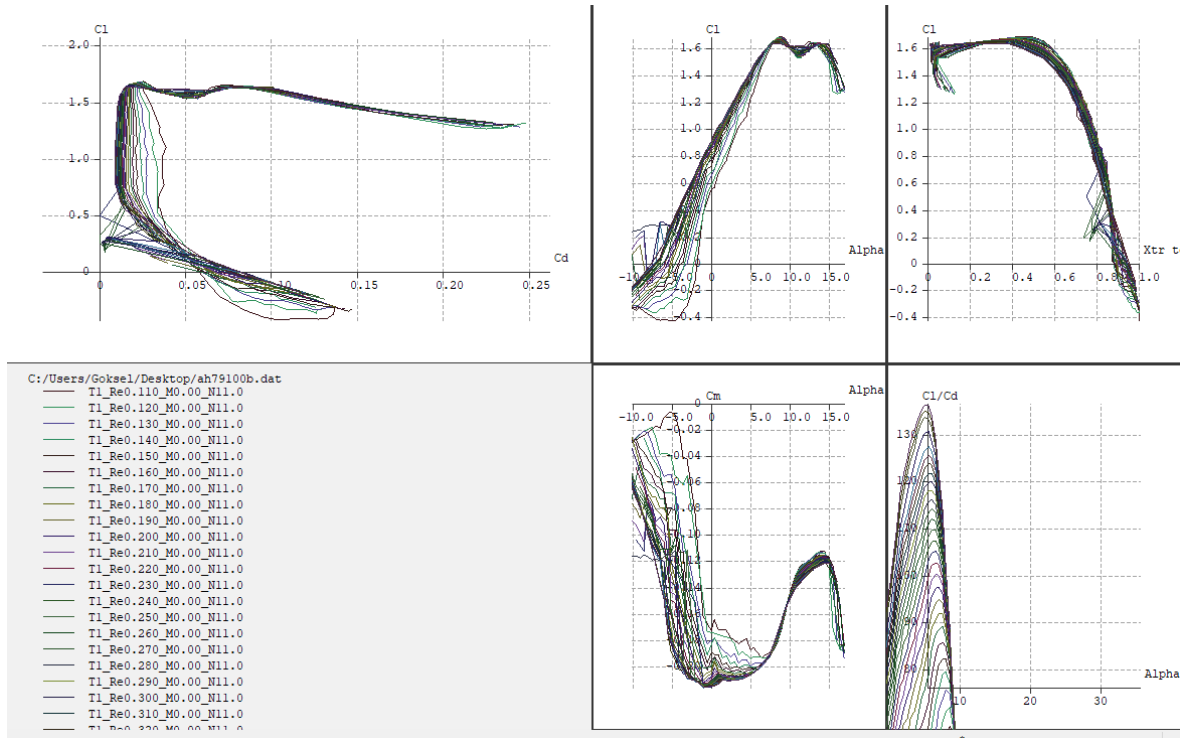 Cl
2.0
1.5
1.0
0.5
0
Cd
0
0.05
0.10
0.15
0.20
0.25
Cl
1.6
1.4
1.2
1.0
0.8
0.4
0.2
0
-0.2
-0.4
Alpha
-10.0
-5.0
0
5.0
10.0
15.0
Cl
1.6
1.4
1.2
1.0
0.8
0.6
0.4
0.2
0
-0.2
-0.4
Xtr
0
0.2
0.4
0.6
0.8
1.0
C:/Users/Goksel/Desktop/ah79100b.dat
T1_Re0.110_M0.00_N11.0
T1_Re0.120_M0.00_N11.0
T1_Re0.130_M0.00_N11.0
T1_Re0.140_M0.00_N11.0
T1_Re0.150_M0.00_N11.0
T1_Re0.160_M0.00_N11.0
T1_Re0.170_M0.00_N11.0
T1_Re0.180_M0.00_N11.0
T1_Re0.190_M0.00_N11.0
T1_Re0.200_M0.00_N11.0
T1_Re0.210_M0.00_N11.0
T1_Re0.220_M0.00_N11.0
T1_Re0.230_M0.00_N11.0
T1_Re0.240_M0.00_N11.0
T1_Re0.250_M0.00_N11.0
T1_Re0.260_M0.00_N11.0
T1_Re0.270_M0.00_N11.0
T1_Re0.280_M0.00_N11.0
T1_Re0.290_M0.00_N11.0
T1_Re0.300_M0.00_N11.0
T1_Re0.310_M0.00_N11.0
T1_Re0.320_M0.00_N11.0
Cm
Alpha
0
-10.0
-5.0
0
5.0
10.0
15.0
-0.02
-0.04
-0.06
Cl/Cd
130
120
Alpha
10
20
30